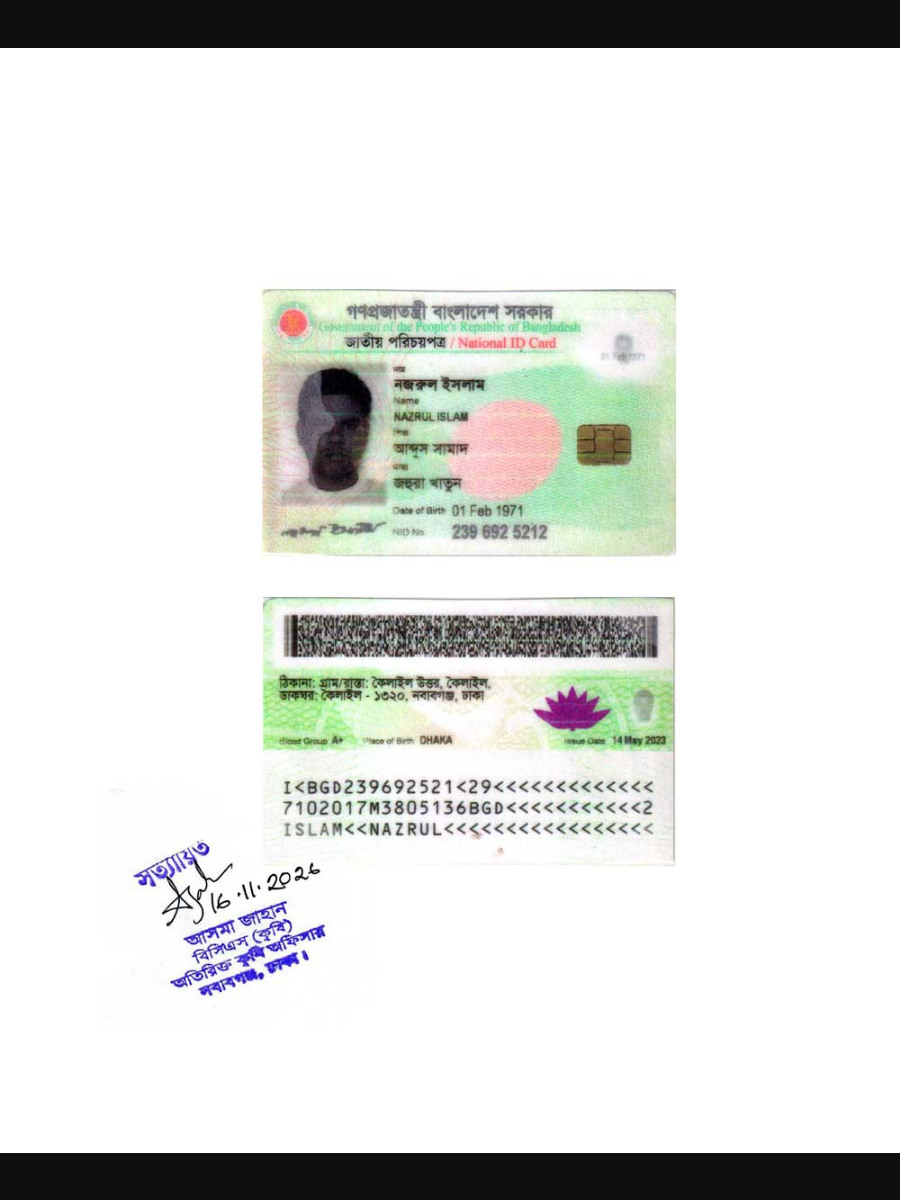 গণপ্রজাতন্ত্রী বাংলাদেশ সরকার
Government of the People's Republic of Bangladesh
জাতীয় পরিচয়পত্র / National ID Card
01 Feb 1971
নাম
নজরুল ইসলাম
Name
NAZRUL ISLAM
পিতা
আব্দুস সামাদ
মাতা
জহুরা খাতুন
Date of Birth 01 Feb 1971
NID No. 239 692 5212
ঠিকানা: গ্রাম/রাস্তা: কৈলাইল উত্তর, কৈলাইল,
ডাকঘর: কৈলাইল - ১৩২০, নবাবগঞ্জ, ঢাকা
Blood Group A+ Place of Birth DHAKA Issue Date 14 May 2023
I<BGD239692521<29<<<<<<<<<<<<<<
7102017M3805136BGD<<<<<<<<<<<2
ISLAM<<NAZRUL<<<<<<<<<<<<<<<<<
সত্যায়িত
16.11.2026
আসমা জাহান
বিসিএস (কৃষি)
অতিরিক্ত কৃষি অফিসার
নবাবগঞ্জ, ঢাকা।